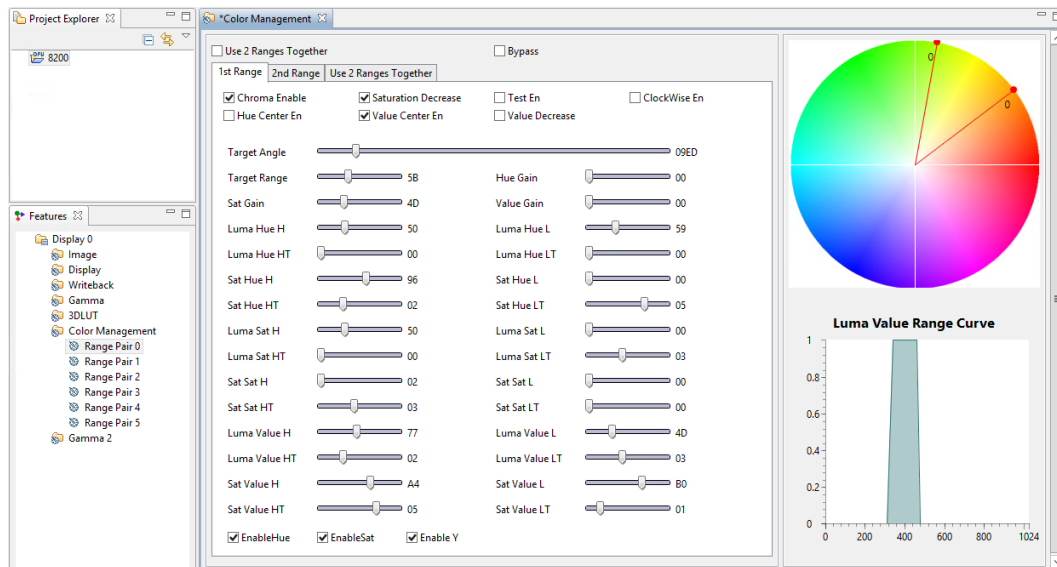 Project Explorer
8200
Features
Display 0
Image
Display
Writeback
Gamma
3DLUT
Color Management
Range Pair 0
Range Pair 1
Range Pair 2
Range Pair 3
Range Pair 4
Range Pair 5
Gamma 2
*Color Management
Use 2 Ranges Together Bypass
1st Range 2nd Range Use 2 Ranges Together
Chroma Enable Saturation Decrease Test En ClockWise En
Hue Center En Value Center En Value Decrease
Target Angle 09ED
Target Range 5B Hue Gain 00
Sat Gain 4D Value Gain 00
Luma Hue H 50 Luma Hue L 59
Luma Hue HT 00 Luma Hue LT 00
Sat Hue H 96 Sat Hue L 00
Sat Hue HT 02 Sat Hue LT 05
Luma Sat H 50 Luma Sat L 00
Luma Sat HT 00 Luma Sat LT 03
Sat Sat H 02 Sat Sat L 00
Sat Sat HT 03 Sat Sat LT 00
Luma Value H 77 Luma Value L 4D
Luma Value HT 02 Luma Value LT 03
Sat Value H A4 Sat Value L B0
Sat Value HT 05 Sat Value LT 01
EnableHue EnableSat Enable Y
0
0
Luma Value Range Curve
1
0.8
0.6
0.4
0.2
0
0 200 400 600 800 1024